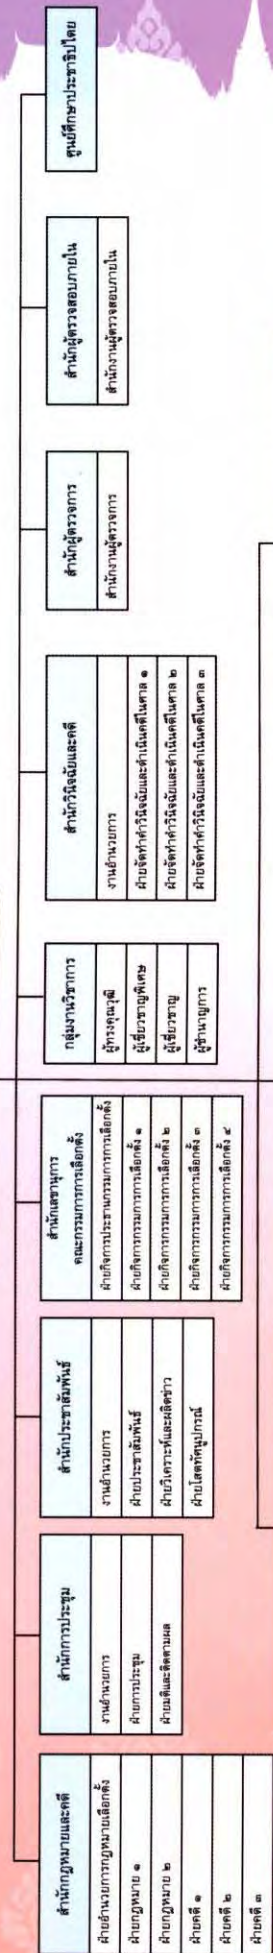 สำนักกฎหมายและคดี
ฝ่ายอำนวยการกฎหมายเลือกตั้ง
ฝ่ายกฎหมาย ๑
ฝ่ายกฎหมาย ๒
ฝ่ายคดี ๑
ฝ่ายคดี ๒
ฝ่ายคดี ๓
สำนักการประชุม
งานอำนวยการ
ฝ่ายการประชุม
ฝ่ายมติและติดตามผล
สำนักประชาสัมพันธ์
งานอำนวยการ
ฝ่ายประชาสัมพันธ์
ฝ่ายวิเคราะห์และผลิตข่าว
ฝ่ายโสตทัศนูปกรณ์
สำนักเลขานุการ
คณะกรรมการการเลือกตั้ง
ฝ่ายกิจการประธานกรรมการการเลือกตั้ง
ฝ่ายกิจการกรรมการการเลือกตั้ง ๑
ฝ่ายกิจการกรรมการการเลือกตั้ง ๒
ฝ่ายกิจการกรรมการการเลือกตั้ง ๓
ฝ่ายกิจการกรรมการการเลือกตั้ง ๔
กลุ่มงานวิชาการ
ผู้ทรงคุณวุฒิ
ผู้เชี่ยวชาญพิเศษ
ผู้เชี่ยวชาญ
ผู้ชำนาญการ
สำนักวินิจฉัยและคดี
งานอำนวยการ
ฝ่ายจัดทำคำวินิจฉัยและดำเนินคดีในศาล ๑
ฝ่ายจัดทำคำวินิจฉัยและดำเนินคดีในศาล ๒
ฝ่ายจัดทำคำวินิจฉัยและดำเนินคดีในศาล ๓
สำนักผู้ตรวจการ
สำนักงานผู้ตรวจการ
สำนักผู้ตรวจสอบภายใน
สำนักงานผู้ตรวจสอบภายใน
ศูนย์ศึกษาประชาธิปไตย